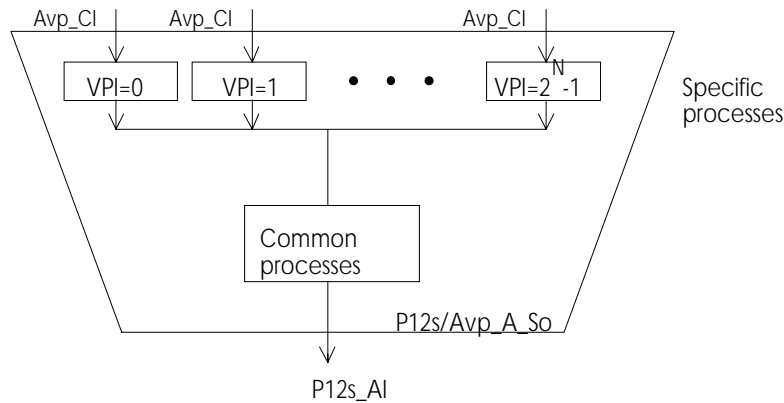 Avp_CI Avp_CI Avp_CI
VPI=0 VPI=1 • • • VPI=2^N-1
Specific
processes
Common
processes
P12s/Avp_A_So
P12s_AI